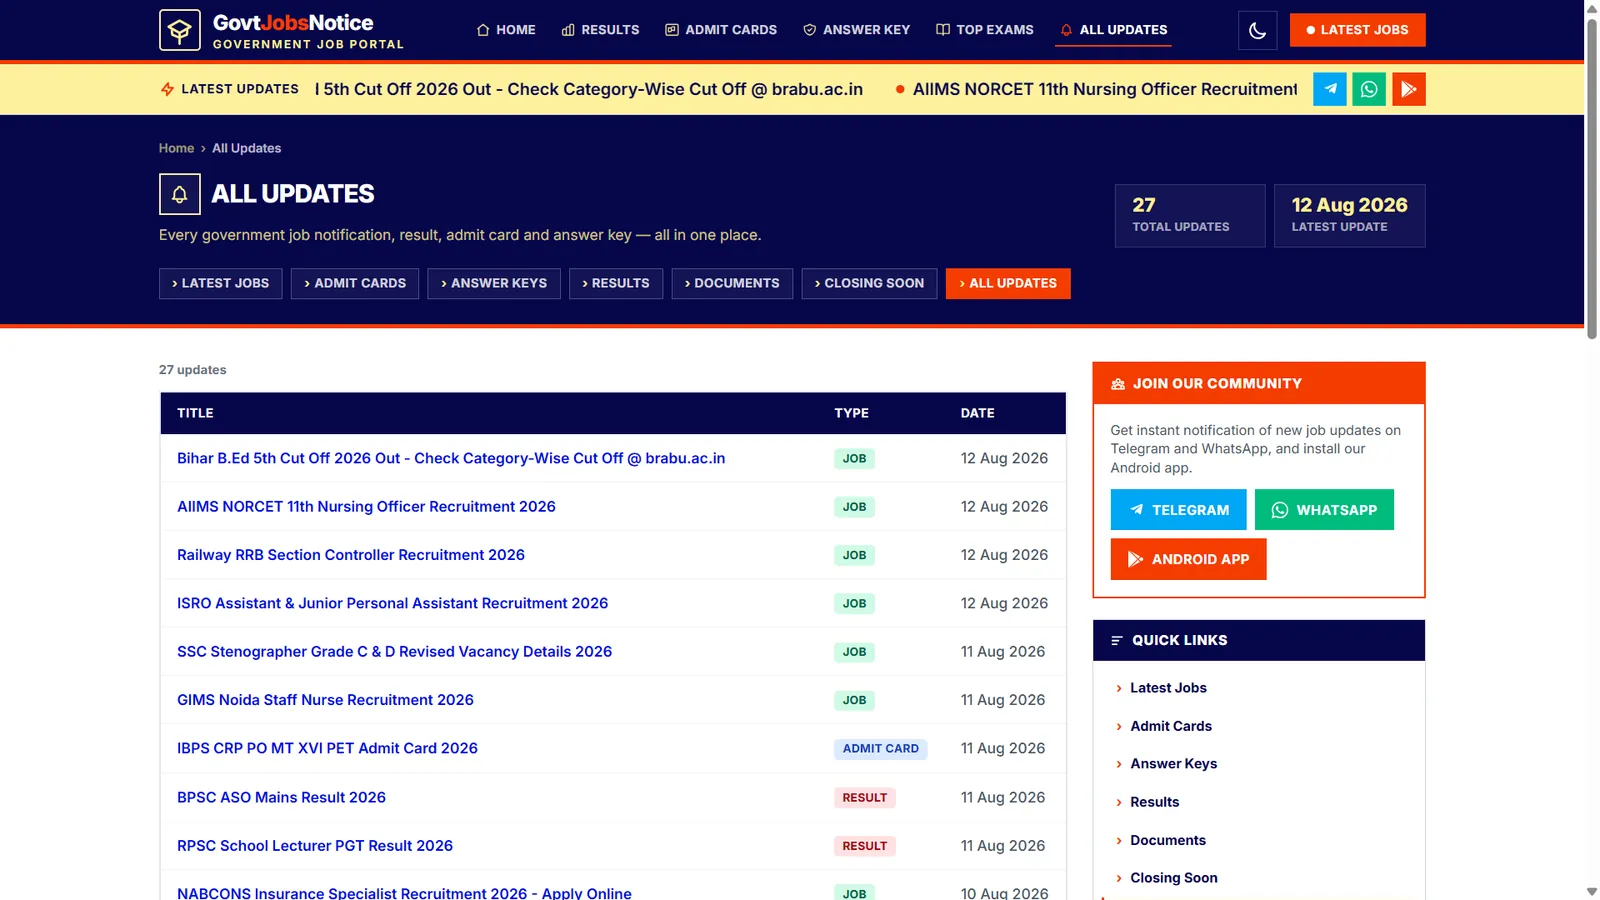 GovtJobsNotice
GOVERNMENT JOB PORTAL
HOME
RESULTS
ADMIT CARDS
ANSWER KEY
TOP EXAMS
ALL UPDATES
LATEST JOBS
LATEST UPDATES
5th Cut Off 2026 Out - Check Category-Wise Cut Off @ brabu.ac.in
AIIMS NORCET 11th Nursing Officer Recruitment
Home › All Updates
ALL UPDATES
Every government job notification, result, admit card and answer key — all in one place.
27
TOTAL UPDATES
12 Aug 2026
LATEST UPDATE
› LATEST JOBS
› ADMIT CARDS
› ANSWER KEYS
› RESULTS
› DOCUMENTS
› CLOSING SOON
› ALL UPDATES
27 updates
TITLE TYPE DATE
Bihar B.Ed 5th Cut Off 2026 Out - Check Category-Wise Cut Off @ brabu.ac.in JOB 12 Aug 2026
AIIMS NORCET 11th Nursing Officer Recruitment 2026 JOB 12 Aug 2026
Railway RRB Section Controller Recruitment 2026 JOB 12 Aug 2026
ISRO Assistant & Junior Personal Assistant Recruitment 2026 JOB 12 Aug 2026
SSC Stenographer Grade C & D Revised Vacancy Details 2026 JOB 11 Aug 2026
GIMS Noida Staff Nurse Recruitment 2026 JOB 11 Aug 2026
IBPS CRP PO MT XVI PET Admit Card 2026 ADMIT CARD 11 Aug 2026
BPSC ASO Mains Result 2026 RESULT 11 Aug 2026
RPSC School Lecturer PGT Result 2026 RESULT 11 Aug 2026
NABCONS Insurance Specialist Recruitment 2026 - Apply Online JOB 10 Aug 2026
JOIN OUR COMMUNITY
Get instant notification of new job updates on
Telegram and WhatsApp, and install our
Android app.
TELEGRAM
WHATSAPP
ANDROID APP
QUICK LINKS
› Latest Jobs
› Admit Cards
› Answer Keys
› Results
› Documents
› Closing Soon